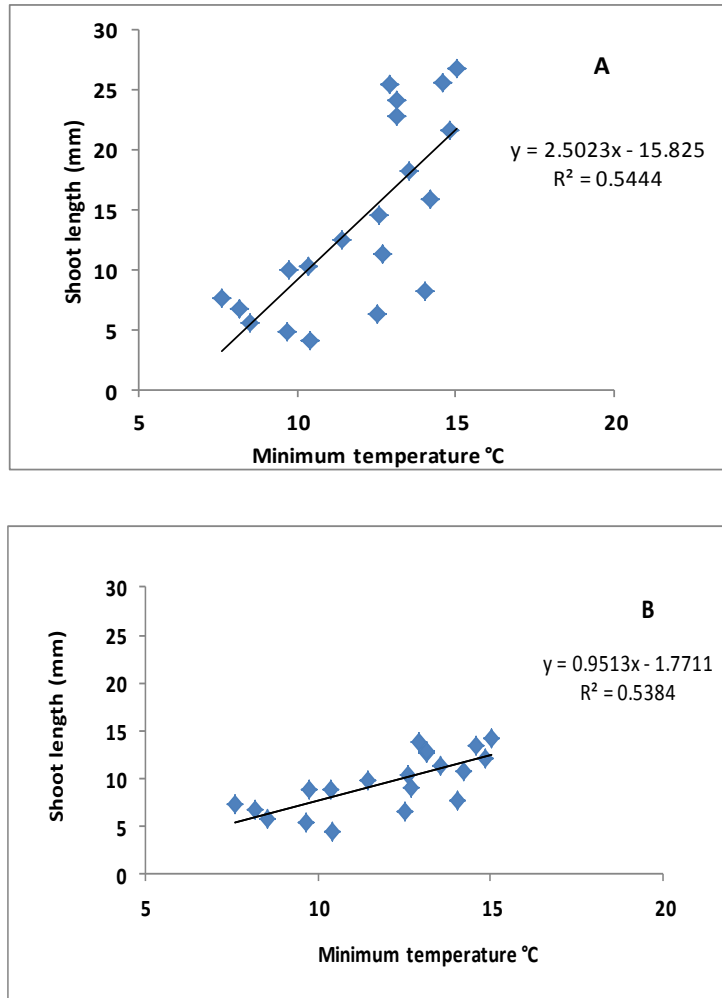 30
25
20
15
10
5
0
Shoot length (mm)
A
y = 2.5023x - 15.825
R² = 0.5444
5 10 15 20
Minimum temperature °C
30
25
20
15
10
5
0
Shoot length (mm)
B
y = 0.9513x - 1.7711
R² = 0.5384
5 10 15 20
Minimum temperature °C